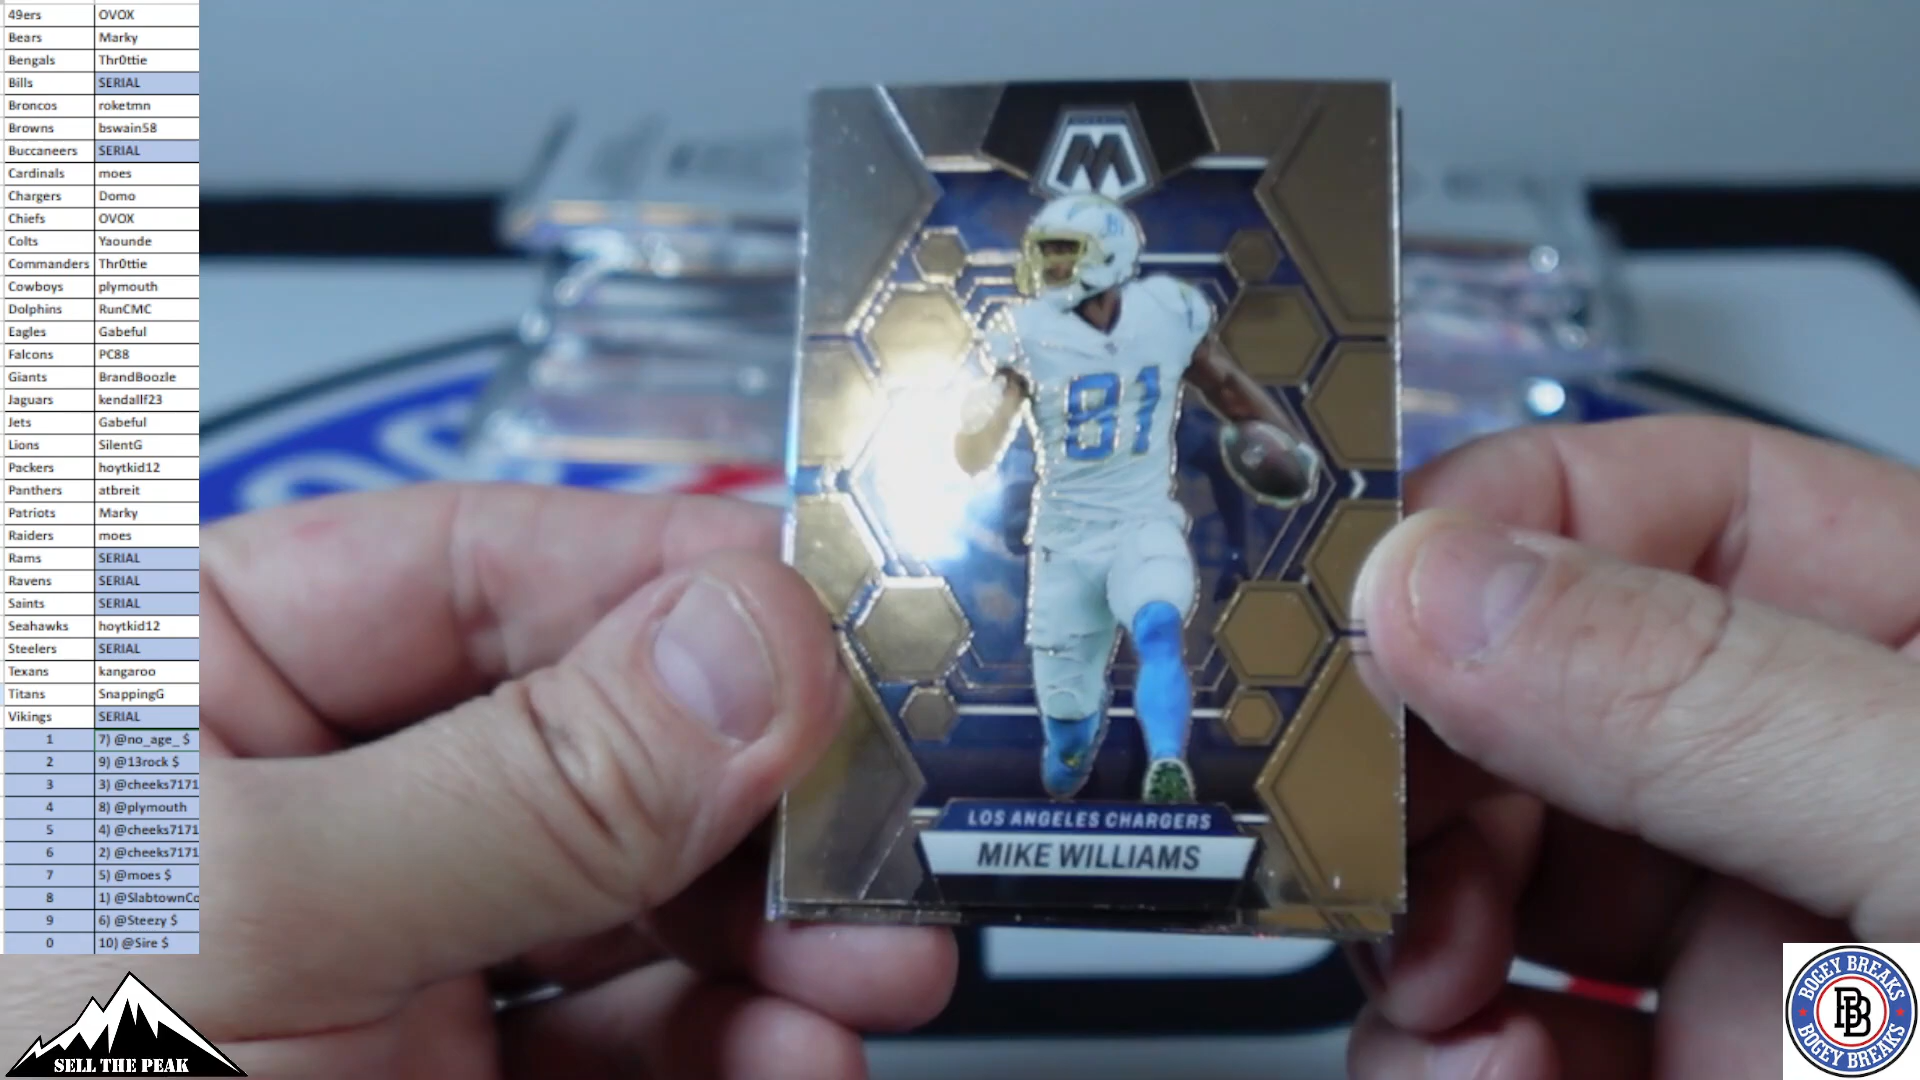 49ers OVOX
Bears Marky
Bengals Thr0ttie
Bills SERIAL
Broncos roketmn
Browns bswain58
Buccaneers SERIAL
Cardinals moes
Chargers Domo
Chiefs OVOX
Colts Yaounde
Commanders Thr0ttie
Cowboys plymouth
Dolphins RunCMC
Eagles Gabeful
Falcons PC88
Giants BrandBoozle
Jaguars kendallf23
Jets Gabeful
Lions SilentG
Packers hoytkid12
Panthers atbreit
Patriots Marky
Raiders moes
Rams SERIAL
Ravens SERIAL
Saints SERIAL
Seahawks hoytkid12
Steelers SERIAL
Texans kangaroo
Titans SnappingG
Vikings SERIAL
1 7) @no_age_ $
2 9) @13rock $
3 3) @cheeks7171
4 8) @plymouth
5 4) @cheeks7171
6 2) @cheeks7171
7 5) @moes $
8 1) @SlabtownCo
9 6) @Steezy $
0 10) @Sire $
SELL THE PEAK
M
81
81
LOS ANGELES CHARGERS
MIKE WILLIAMS
BOGEY BREAKS
BB
BOGEY BREAKS